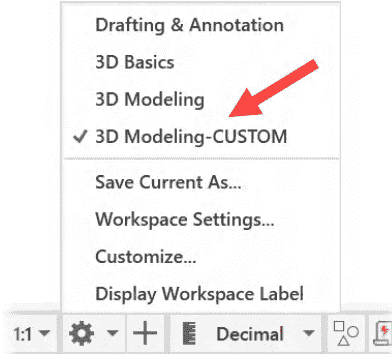 Drafting & Annotation
3D Basics
3D Modeling
3D Modeling-CUSTOM
Save Current As...
Workspace Settings...
Customize...
Display Workspace Label
1:1 Decimal